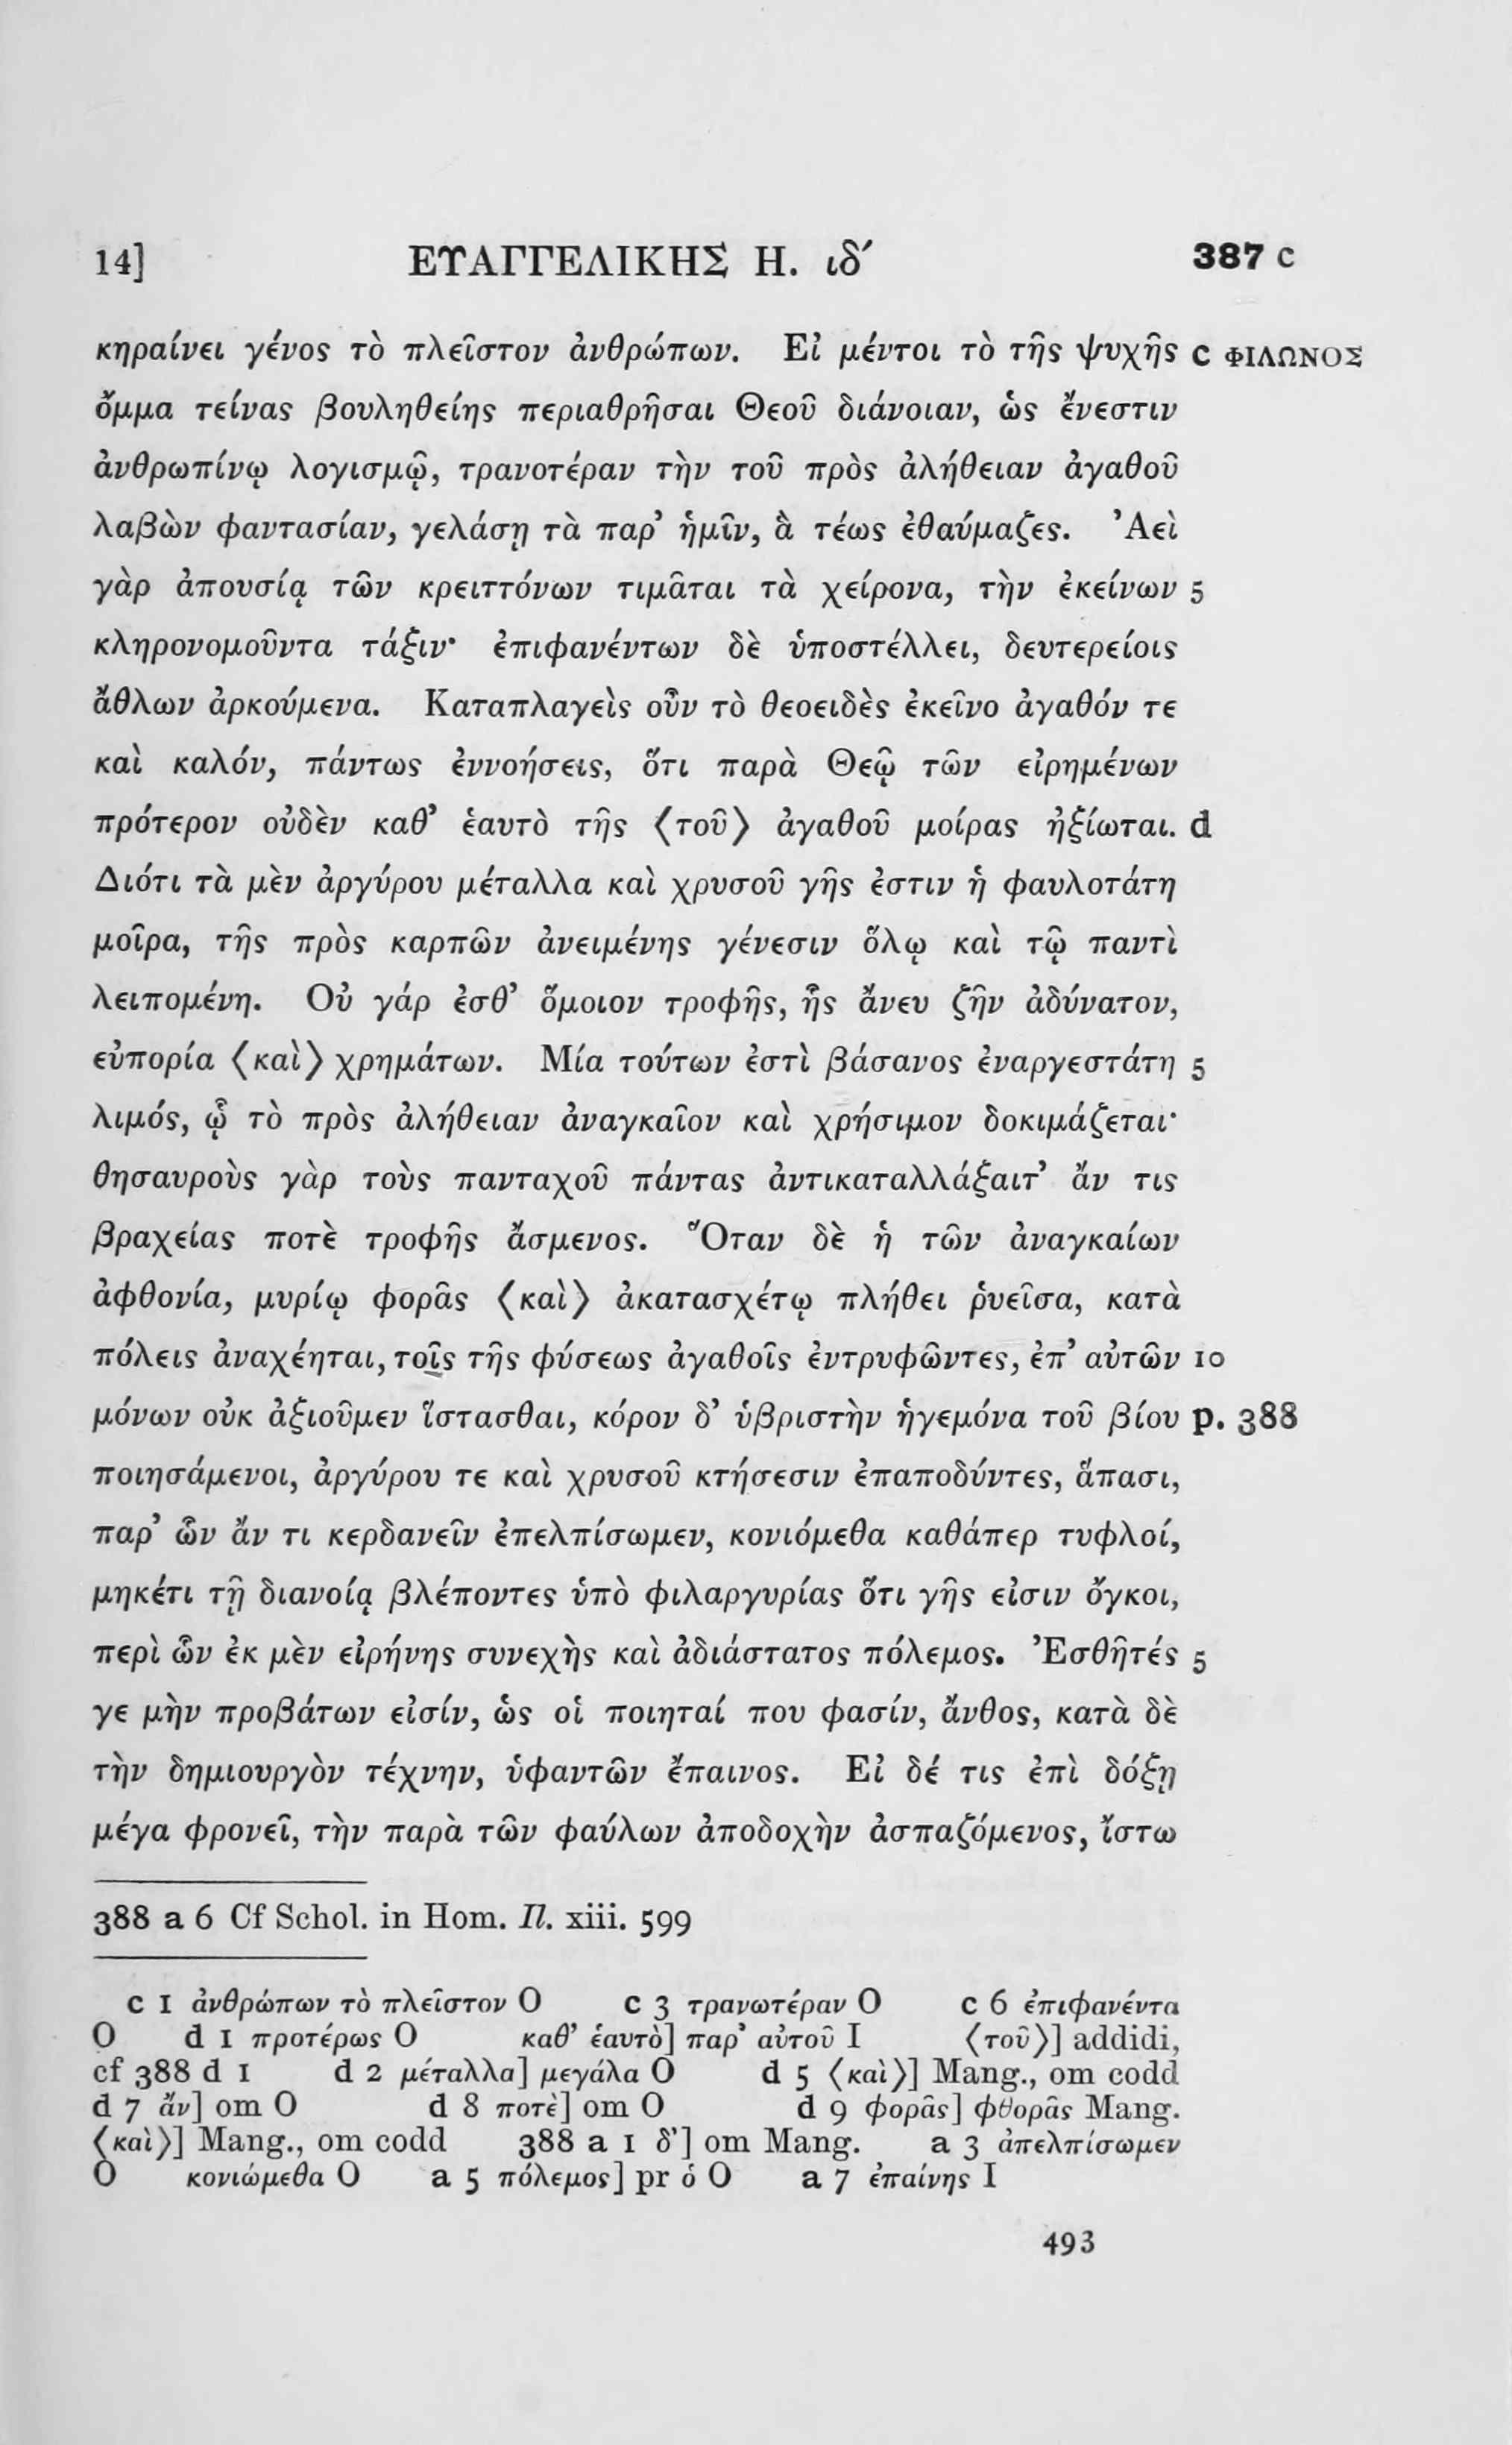 14] ΕΥΑΓΓΕΛΙΚΗΣ Η. ιδ´ 387 c
κηραίνει γένος τὸ πλεῖστον ἀνθρώπων. Εἰ μέντοι τὸ τῆς ψυχῆς c ΦΙΛΩΝΟΣ
ὄμμα τείνας βουληθείης περιαθρῆσαι Θεοῦ διάνοιαν, ὡς ἔνεστιν
ἀνθρωπίνῳ λογισμῷ, τρανοτέραν τὴν τοῦ πρὸς ἀλήθειαν ἀγαθοῦ
λαβὼν φαντασίαν, γελάσῃ τὰ παρ’ ἡμῖν, ἃ τέως ἐθαύμαζες. Ἀεὶ
γὰρ ἀπουσίᾳ τῶν κρειττόνων τιμᾶται τὰ χείρονα, τὴν ἐκείνων 5
κληρονομοῦντα τάξιν· ἐπιφανέντων δὲ ὑποστέλλει, δευτερείοις
ἄθλων ἀρκούμενα. Καταπλαγεὶς οὖν τὸ θεοειδὲς ἐκεῖνο ἀγαθόν τε
καὶ καλόν, πάντως ἐννοήσεις, ὅτι παρὰ Θεῷ τῶν εἰρημένων
πρότερον οὐδὲν καθ’ ἑαυτὸ τῆς ⟨τοῦ⟩ ἀγαθοῦ μοίρας ἠξίωται. d
Διότι τὰ μὲν ἀργύρου μέταλλα καὶ χρυσοῦ γῆς ἐστιν ἡ φαυλοτάτη
μοῖρα, τῆς πρὸς καρπῶν ἀνειμένης γένεσιν ὅλῳ καὶ τῷ παντὶ
λειπομένη. Οὐ γάρ ἐσθ’ ὅμοιον τροφῆς, ἧς ἄνευ ζῆν ἀδύνατον,
εὐπορία ⟨καὶ⟩ χρημάτων. Μία τούτων ἐστὶ βάσανος ἐναργεστάτη 5
λιμός, ᾧ τὸ πρὸς ἀλήθειαν ἀναγκαῖον καὶ χρήσιμον δοκιμάζεται·
θησαυροὺς γὰρ τοὺς πανταχοῦ πάντας ἀντικαταλλάξαιτ’ ἄν τις
βραχείας ποτὲ τροφῆς ἄσμενος. Ὅταν δὲ ἡ τῶν ἀναγκαίων
ἀφθονία, μυρίῳ φορᾶς ⟨καὶ⟩ ἀκατασχέτῳ πλήθει ῥυεῖσα, κατὰ
πόλεις ἀναχέηται, τοῖς τῆς φύσεως ἀγαθοῖς ἐντρυφῶντες, ἐπ’ αὐτῶν 10
μόνων οὐκ ἀξιοῦμεν ἵστασθαι, κόρον δ’ ὑβριστὴν ἡγεμόνα τοῦ βίου p. 388
ποιησάμενοι, ἀργύρου τε καὶ χρυσοῦ κτήσεσιν ἐπαποδύντες, ἅπασι,
παρ’ ὧν ἄν τι κερδανεῖν ἐπελπίσωμεν, κονιόμεθα καθάπερ τυφλοί,
μηκέτι τῇ διανοίᾳ βλέποντες ὑπὸ φιλαργυρίας ὅτι γῆς εἰσιν ὄγκοι,
περὶ ὧν ἐκ μὲν εἰρήνης συνεχὴς καὶ ἀδιάστατος πόλεμος. Ἐσθῆτές 5
γε μὴν προβάτων εἰσίν, ὡς οἱ ποιηταί που φασίν, ἄνθος, κατὰ δὲ
τὴν δημιουργὸν τέχνην, ὑφαντῶν ἔπαινος. Εἰ δέ τις ἐπὶ δόξῃ
μέγα φρονεῖ, τὴν παρὰ τῶν φαύλων ἀποδοχὴν ἀσπαζόμενος, ἴστω
388 a 6 Cf Schol. in Hom. Il. xiii. 599
c 1 ἀνθρώπων τὸ πλεῖστον O c 3 τρανωτέραν O c 6 ἐπιφανέντα
O d 1 προτέρως O καθ’ ἑαυτὸ] παρ’ αὐτοῦ I ⟨τοῦ⟩] addidi,
cf 388 d 1 d 2 μέταλλα] μεγάλα O d 5 ⟨καὶ⟩] Mang., om codd
d 7 ἄν] om O d 8 ποτὲ] om O d 9 φορᾶς] φθορᾶς Mang.
⟨καὶ⟩] Mang., om codd 388 a 1 δ’] om Mang. a 3 ἀπελπίσωμεν
O κονιώμεθα O a 5 πόλεμος] pr ὁ O a 7 ἐπαίνης I
493